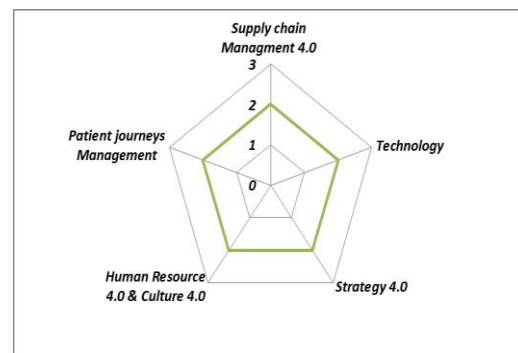 Supply chain
Managment 4.0
3
2
1
0
Patient journeys
Management
Technology
Human Resource
4.0 & Culture 4.0
Strategy 4.0